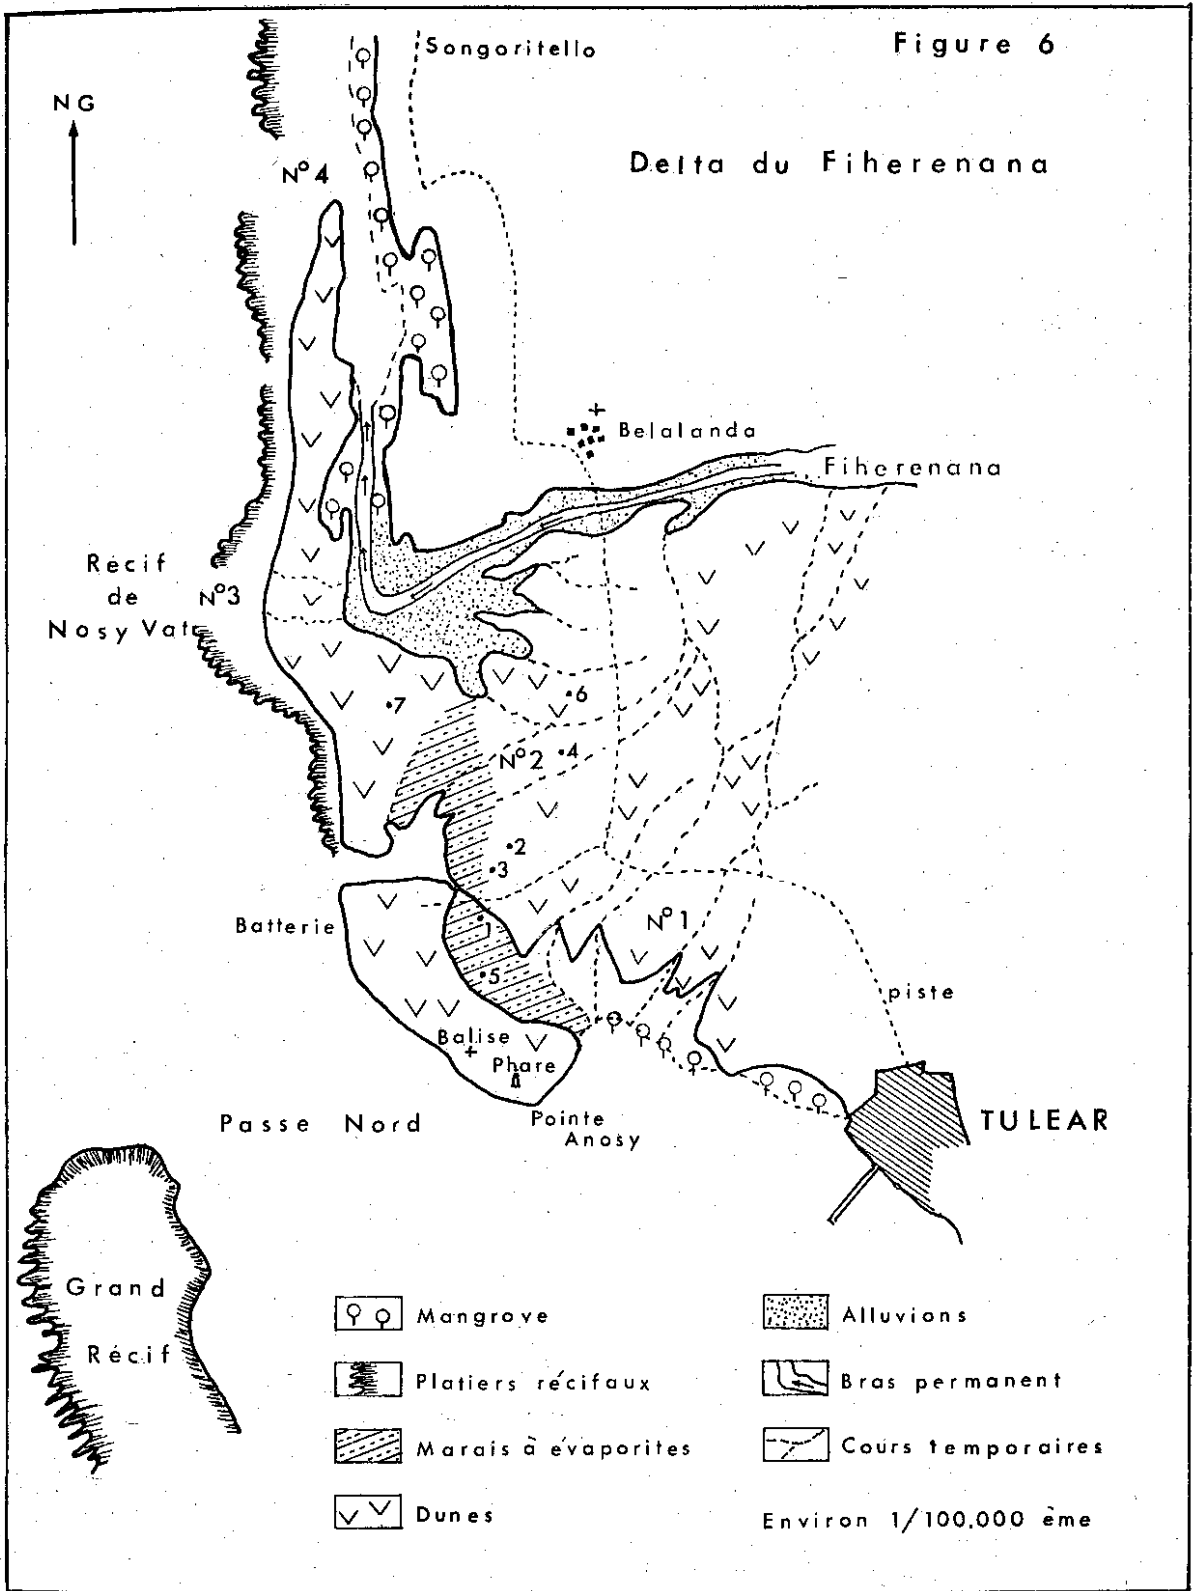 Figure 6
Songoritello
NG
Delta du Fiherenana
N°4
Belalanda
Fiherenana
Récif
de
Nosy Vato
N°3
6
7
N°2
4
2
3
1
5
N°1
Batterie
piste
Balise
Phare
Passe Nord
Pointe
Anosy
TULEAR
Grand
Récif
Mangrove
Alluvions
Platiers récifaux
Bras permanent
Marais à évaporites
Cours temporaires
Dunes
Environ 1/100.000 ème